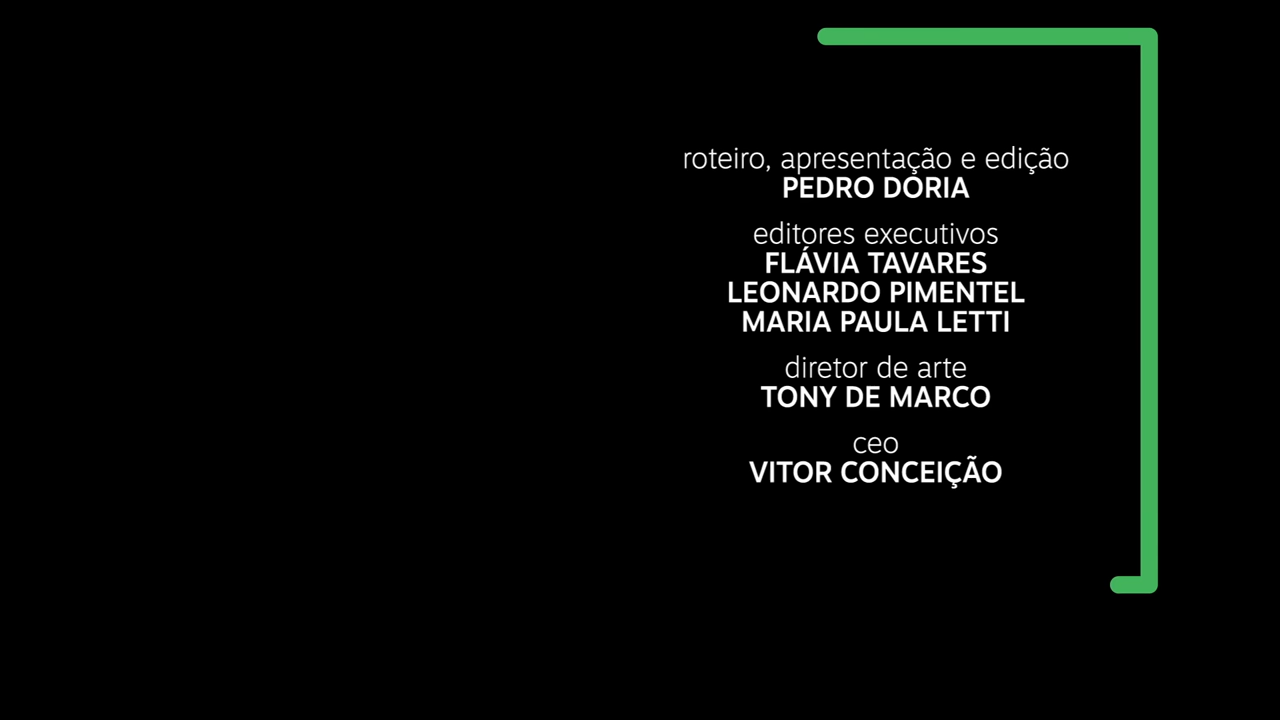 roteiro, apresentação e edição
PEDRO DORIA
editores executivos
FLÁVIA TAVARES
LEONARDO PIMENTEL
MARIA PAULA LETTI
diretor de arte
TONY DE MARCO
ceo
VITOR CONCEIÇÃO